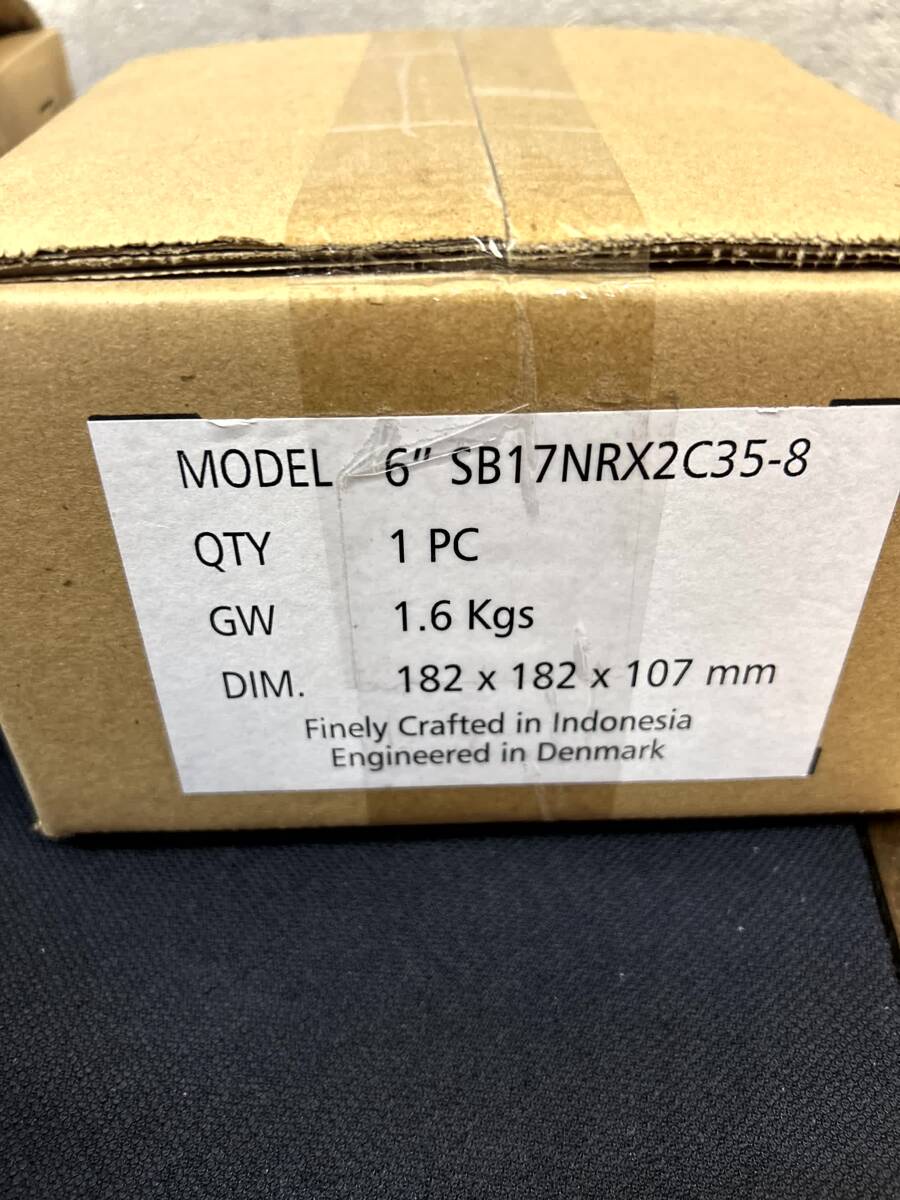 MODEL 6" SB17NRX2C35-8
QTY 1 PC
GW 1.6 Kgs
DIM. 182 x 182 x 107 mm
Finely Crafted in Indonesia
Engineered in Denmark